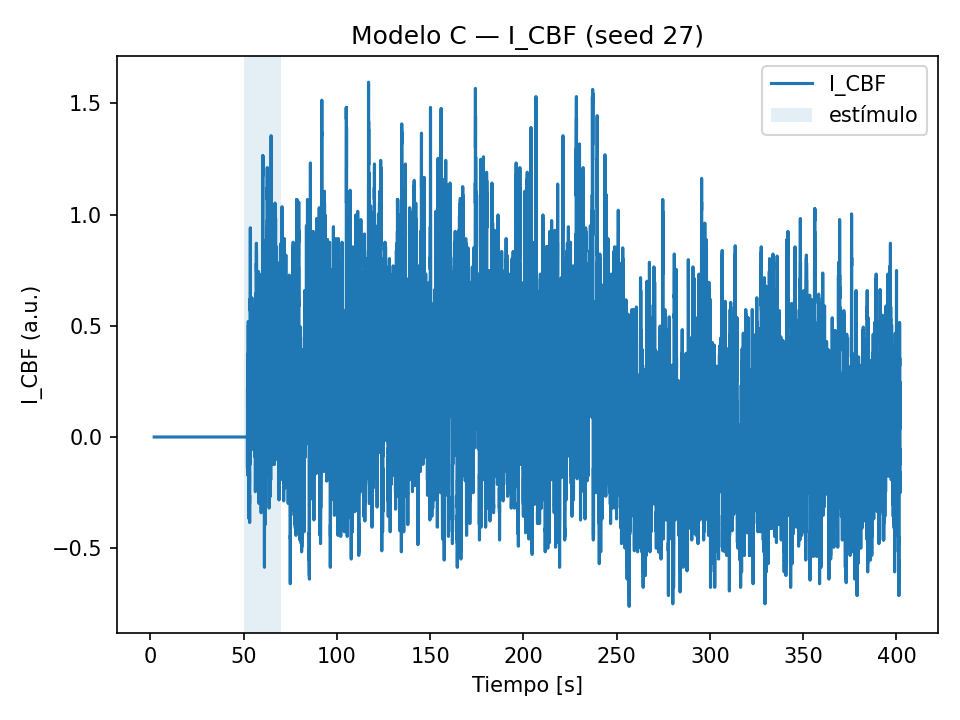 Modelo C — I_CBF (seed 27)
I_CBF
estímulo
1.5
1.0
0.5
0.0
−0.5
I_CBF (a.u.)
0 50 100 150 200 250 300 350 400
Tiempo [s]